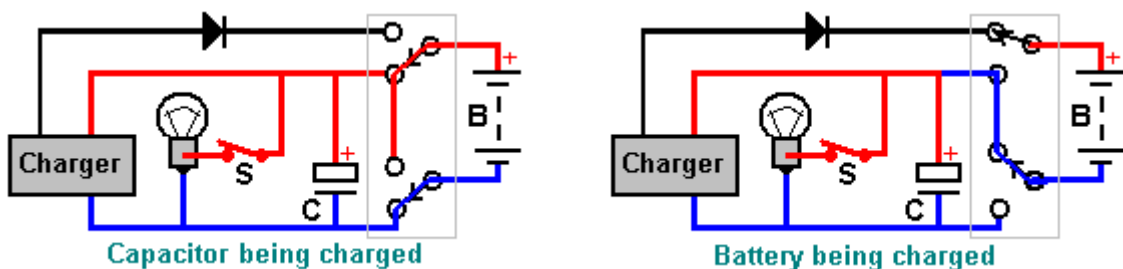 +
B
Charger
S
+
C
Capacitor being charged
+
B
Charger
S
+
C
Battery being charged